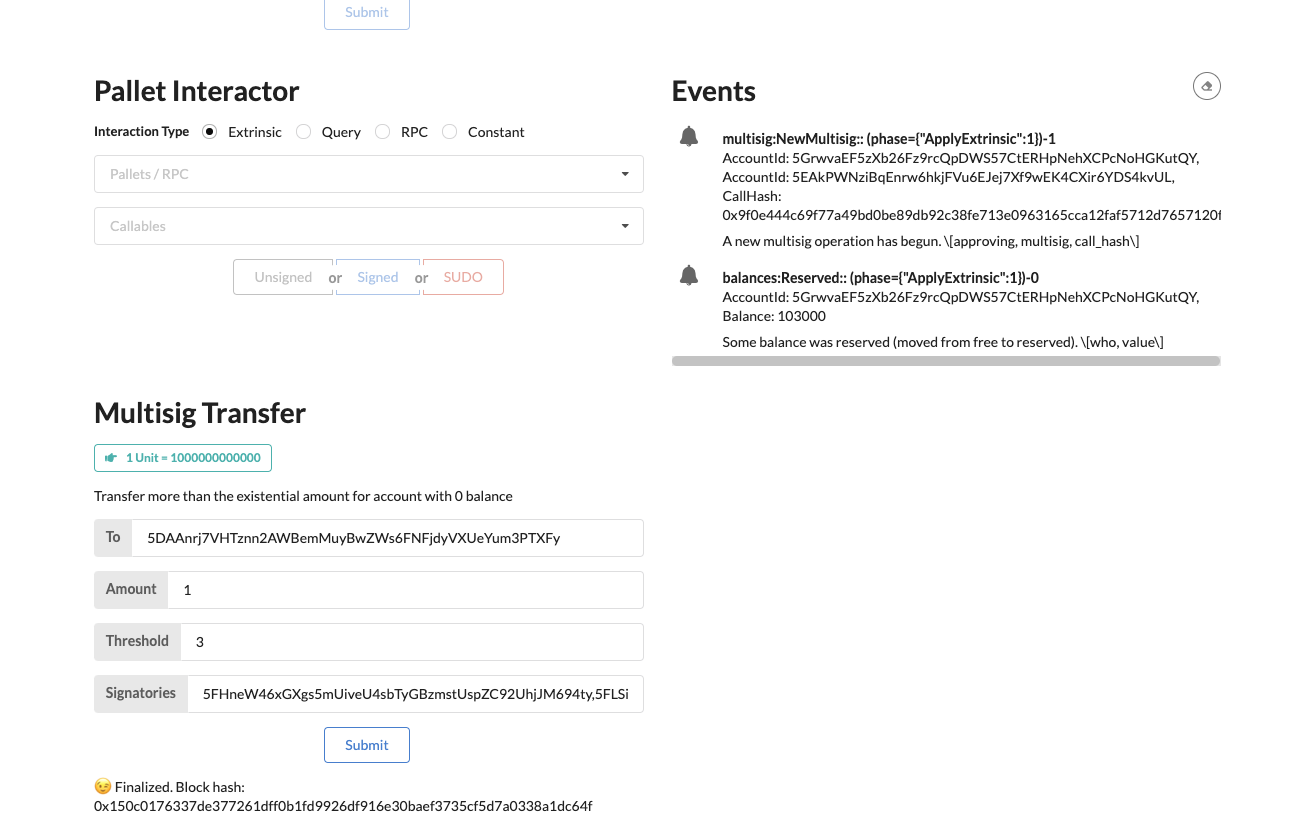 Submit
Pallet Interactor
Interaction Type Extrinsic Query RPC Constant
Pallets / RPC
Callables
Unsigned or Signed or SUDO
Events
multisig:NewMultisig:: (phase={"ApplyExtrinsic":1})-1
AccountId: 5GrwvaEF5zXb26Fz9rcQpDWS57CtERHpNehXCPcNoHGKutQY,
AccountId: 5EAkPWNziBqEnrw6hkjFVu6EJej7Xf9wEK4CXir6YDS4kvUL,
CallHash:
0x9f0e444c69f77a49bd0be89db92c38fe713e0963165cca12faf5712d7657120f
A new multisig operation has begun. \[approving, multisig, call_hash\]
balances:Reserved:: (phase={"ApplyExtrinsic":1})-0
AccountId: 5GrwvaEF5zXb26Fz9rcQpDWS57CtERHpNehXCPcNoHGKutQY,
Balance: 103000
Some balance was reserved (moved from free to reserved). \[who, value\]
Multisig Transfer
1 Unit = 1000000000000
Transfer more than the existential amount for account with 0 balance
To 5DAAnrj7VHTznn2AWBemMuyBwZWs6FNFjdyVXUeYum3PTXFy
Amount 1
Threshold 3
Signatories 5FHneW46xGXgs5mUiveU4sbTyGBzmstUspZC92UhjJM694ty,5FLSi
Submit
😉 Finalized. Block hash:
0x150c0176337de377261dff0b1fd9926df916e30baef3735cf5d7a0338a1dc64f